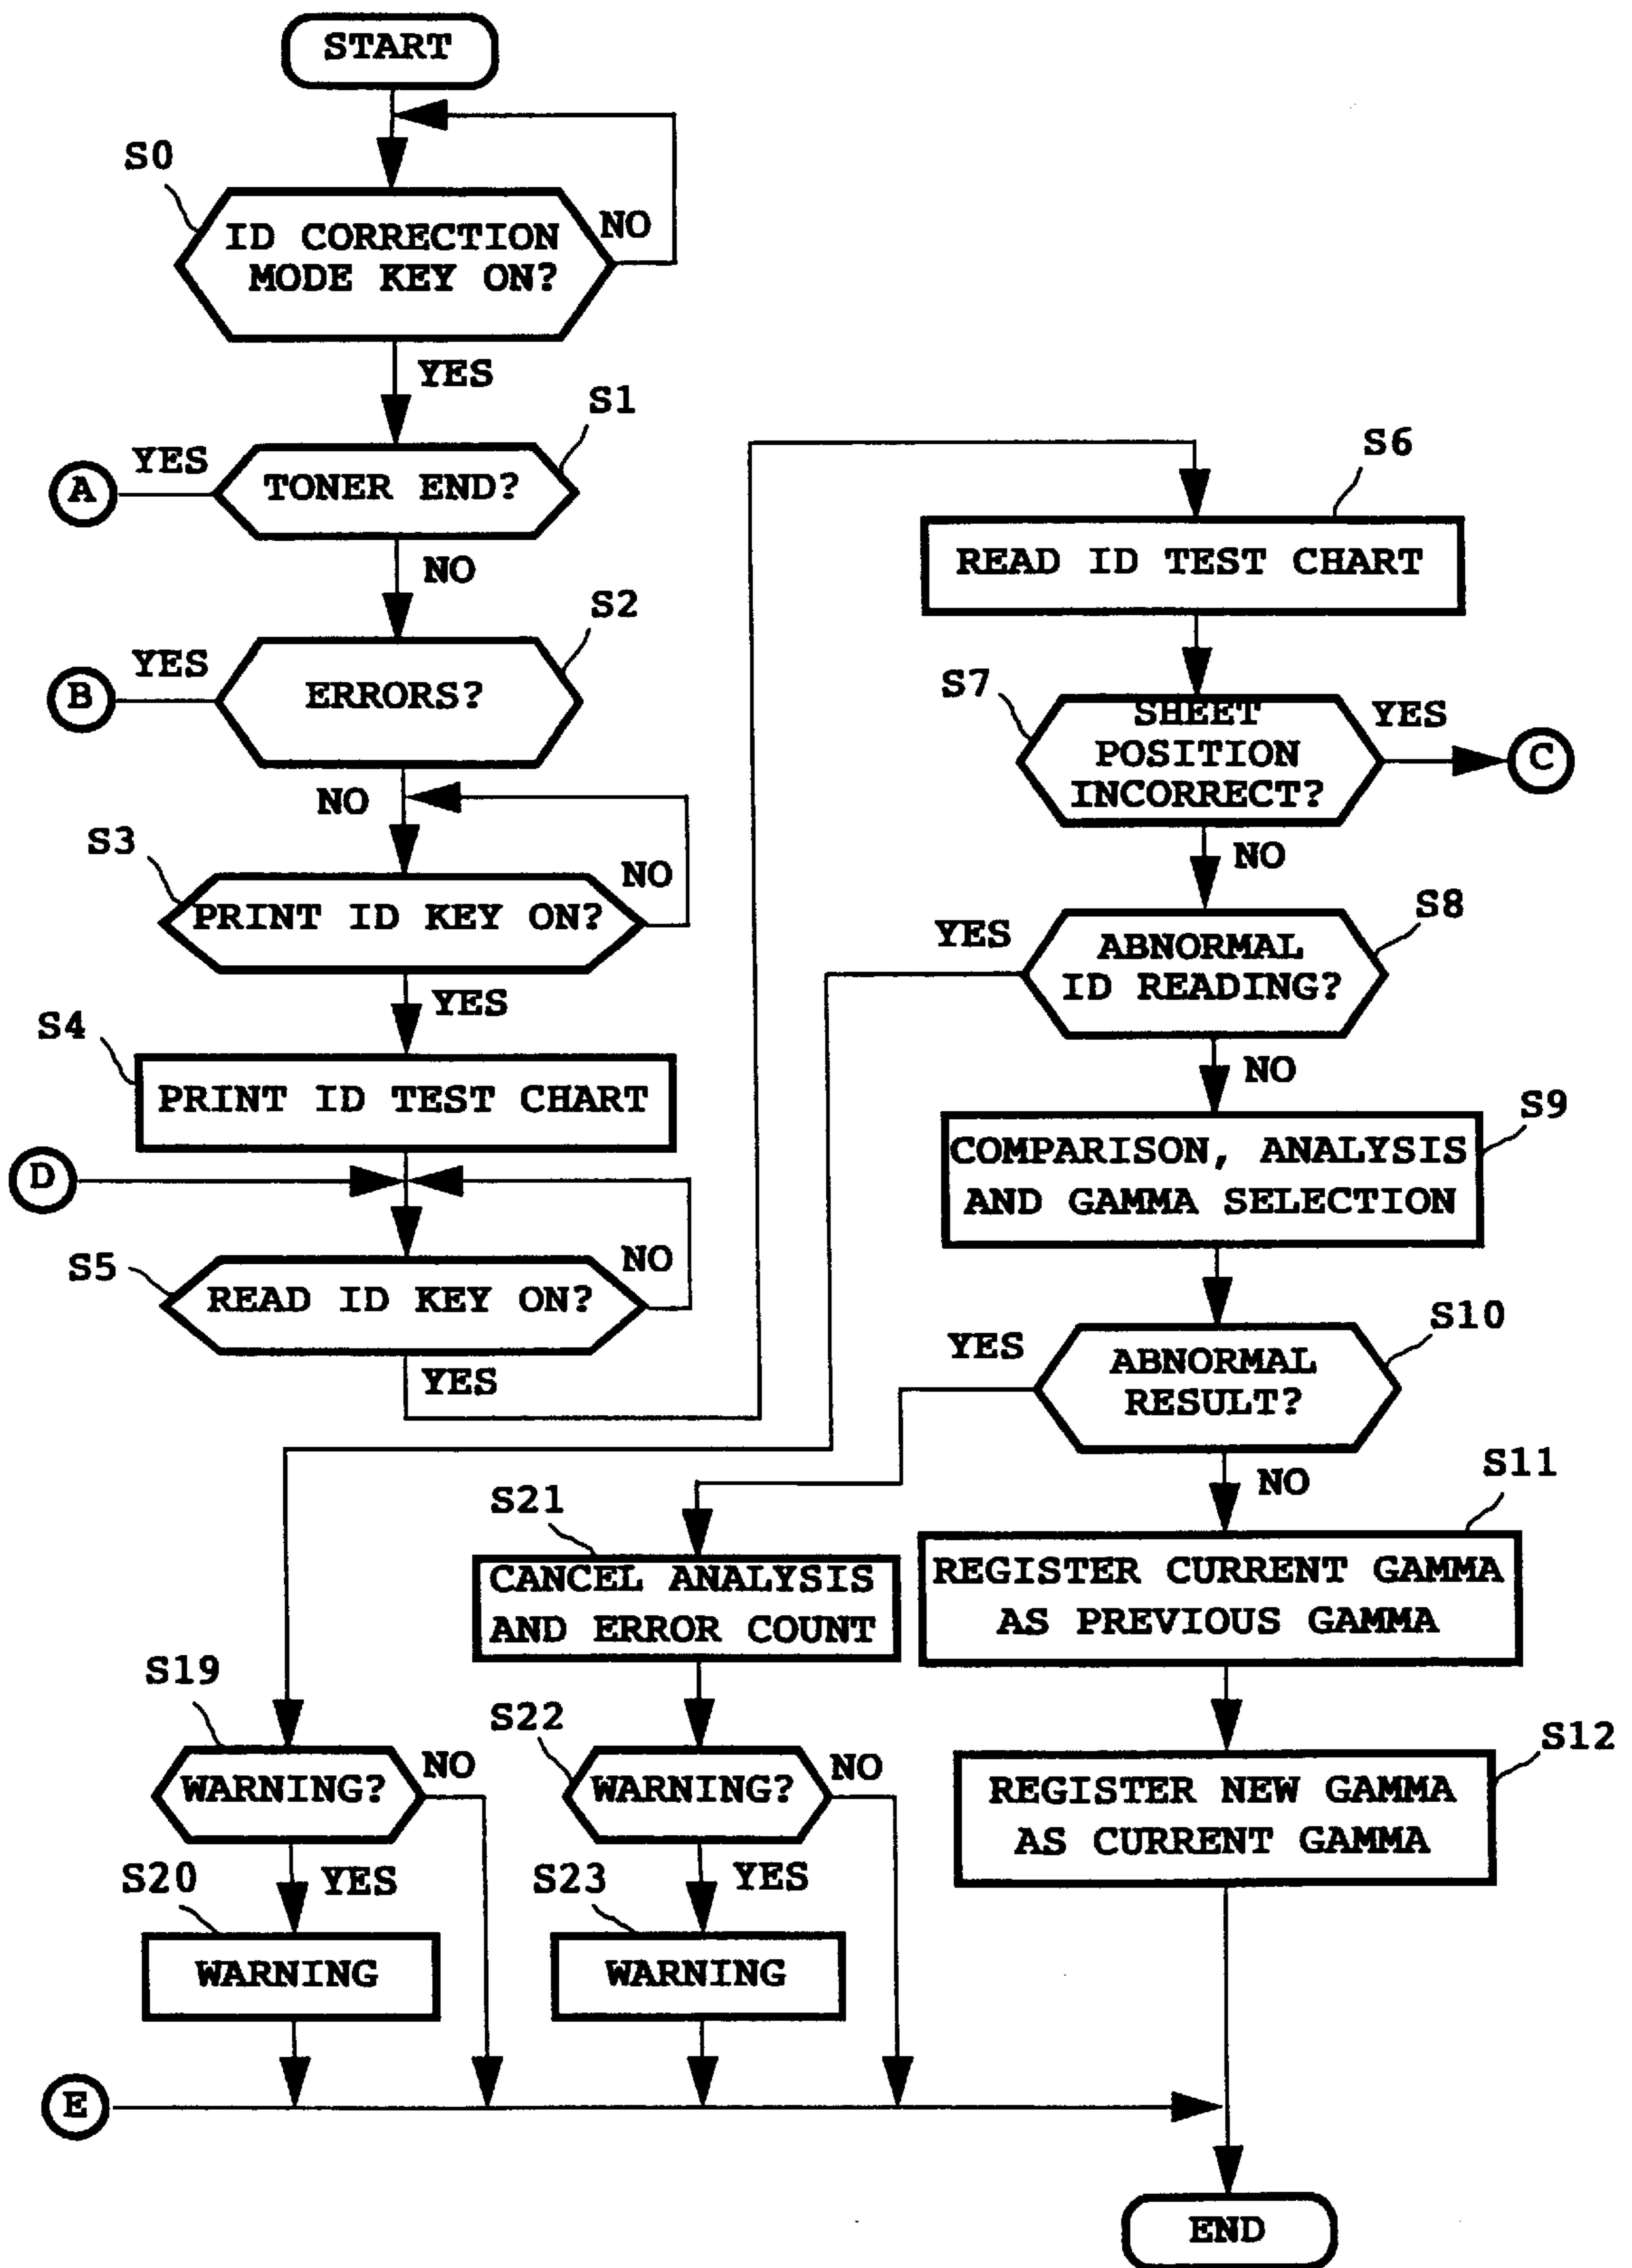 START
S0
ID CORRECTION
MODE KEY ON?
NO
YES
S1
A
YES
TONER END?
NO
S2
B
YES
ERRORS?
NO
S3
NO
PRINT ID KEY ON?
YES
S4
PRINT ID TEST CHART
D
S5
NO
READ ID KEY ON?
YES
S6
READ ID TEST CHART
S7
SHEET
POSITION
INCORRECT?
YES
C
NO
S8
YES
ABNORMAL
ID READING?
NO
S9
COMPARISON, ANALYSIS
AND GAMMA SELECTION
S10
YES
ABNORMAL
RESULT?
NO
S11
REGISTER CURRENT GAMMA
AS PREVIOUS GAMMA
S12
REGISTER NEW GAMMA
AS CURRENT GAMMA
S21
CANCEL ANALYSIS
AND ERROR COUNT
S19
WARNING?
NO
YES
S20
WARNING
S22
WARNING?
NO
YES
S23
WARNING
E
END